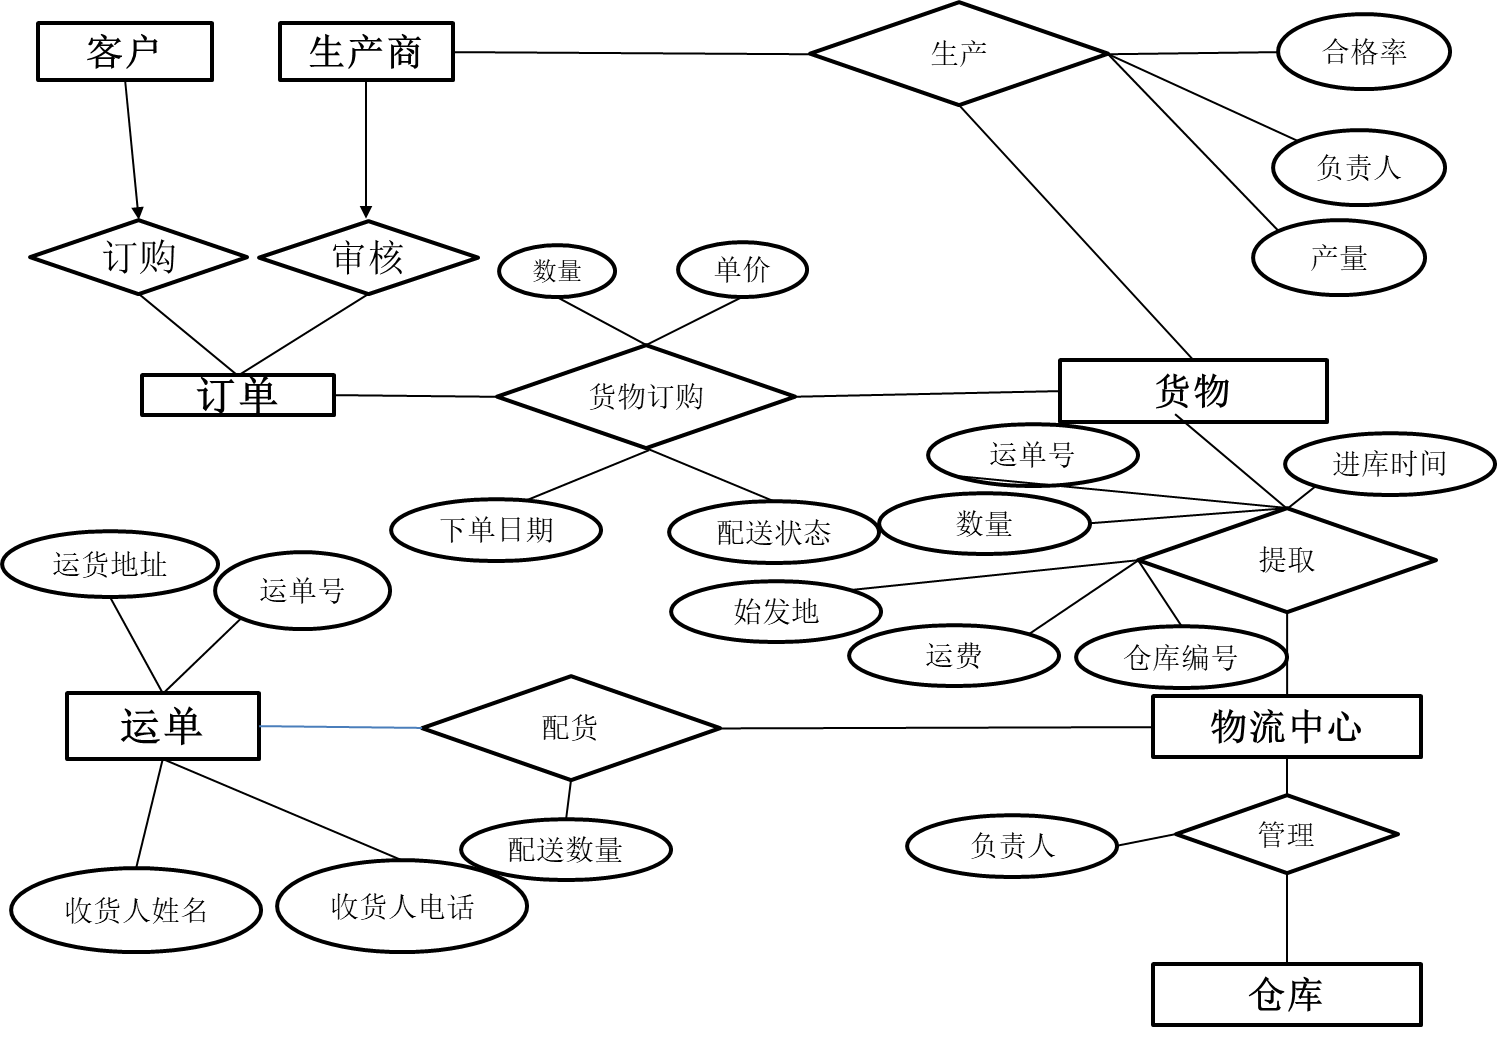 客户
生产商
生产
合格率
负责人
产量
订购
审核
数量
单价
订单
货物订购
货物
运单号
进库时间
下单日期
配送状态
数量
提取
运货地址
运单号
始发地
运费
仓库编号
运单
配货
物流中心
配送数量
负责人
管理
收货人姓名
收货人电话
仓库